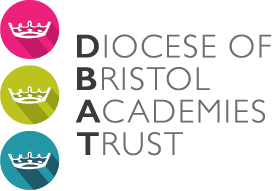 DIOCESE OF
BRISTOL
ACADEMIES
TRUST